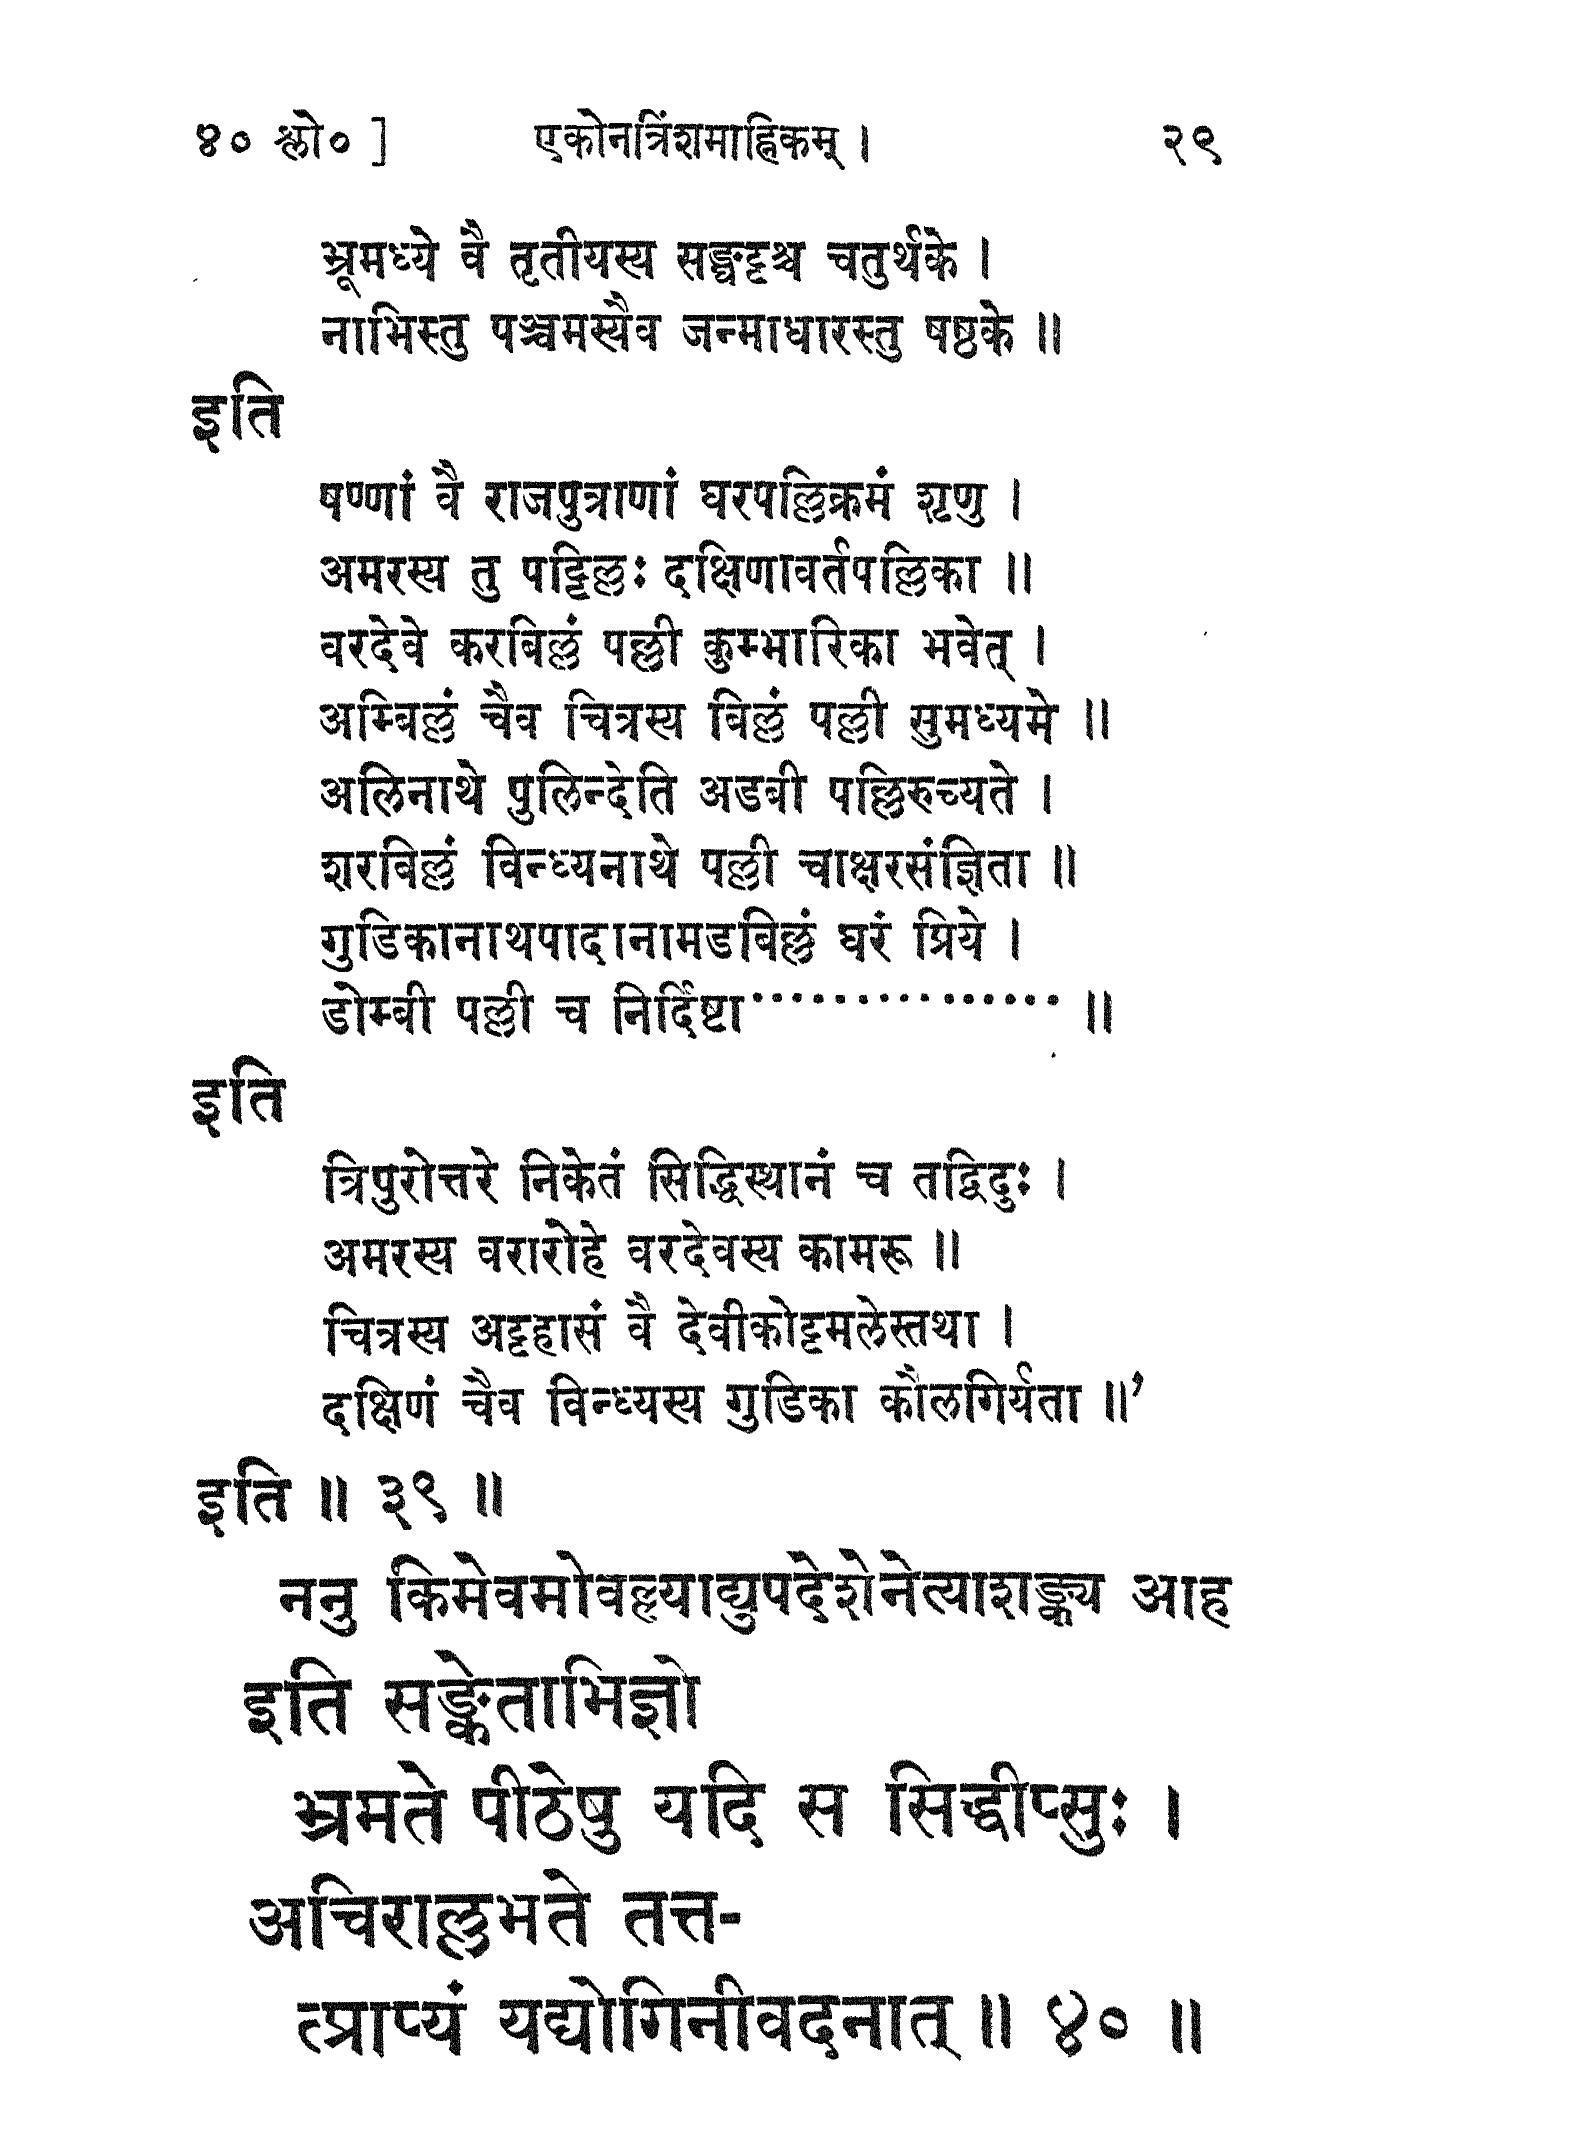 ४० श्लो० ] एकोनत्रिंशमाह्निकम् । २९
भ्रूमध्ये वै तृतीयस्य सङ्घट्टश्च चतुर्थके ।
नाभिस्तु पञ्चमस्यैव जन्माधारस्तु षष्ठके ॥
इति
षण्णां वै राजपुत्राणां घरपल्लिक्रमं शृणु ।
अमरस्य तु पट्टिल्लः दक्षिणावर्तपल्लिका ॥
वरदेवे करबिल्लं पल्ली कुम्भारिका भवेत् ।
अम्बिल्लं चैव चित्रस्य बिल्लं पल्ली सुमध्यमे ॥
अलिनाथे पुलिन्देति अडबी पल्लिरुच्यते ।
शरबिल्लं विन्ध्यनाथे पल्ली चाक्षरसंज्ञिता ॥
गुडिकानाथपादानामडबिल्लं घरं प्रिये ।
डोम्बी पल्ली च निर्दिष्टा··············· ॥
इति
त्रिपुरोत्तरे निकेतं सिद्धिस्थानं च तद्विदुः ।
अमरस्य वरारोहे वरदेवस्य कामरू ॥
चित्रस्य अट्टहासं वै देवीकोट्टमलेस्तथा ।
दक्षिणं चैव विन्ध्यस्य गुडिका कौलगिर्यता ॥’
इति ॥ ३९ ॥
ननु किमेवमोवल्ल्याद्युपदेशेनेत्याशङ्क्य आह
इति सङ्केताभिज्ञो
भ्रमते पीठेषु यदि स सिद्धीप्सुः ।
अचिराल्लभते तत्त-
त्प्राप्यं यद्योगिनीवदनात् ॥ ४० ॥